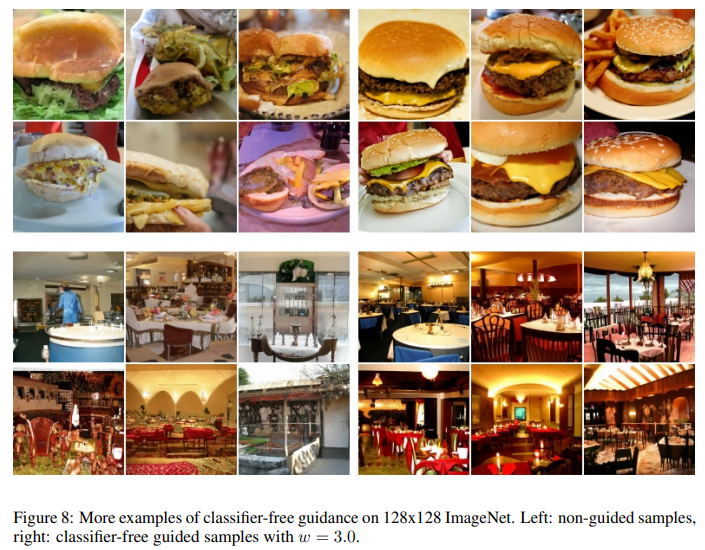 Figure 8: More examples of classifier-free guidance on 128x128 ImageNet. Left: non-guided samples,
right: classifier-free guided samples with w = 3.0.